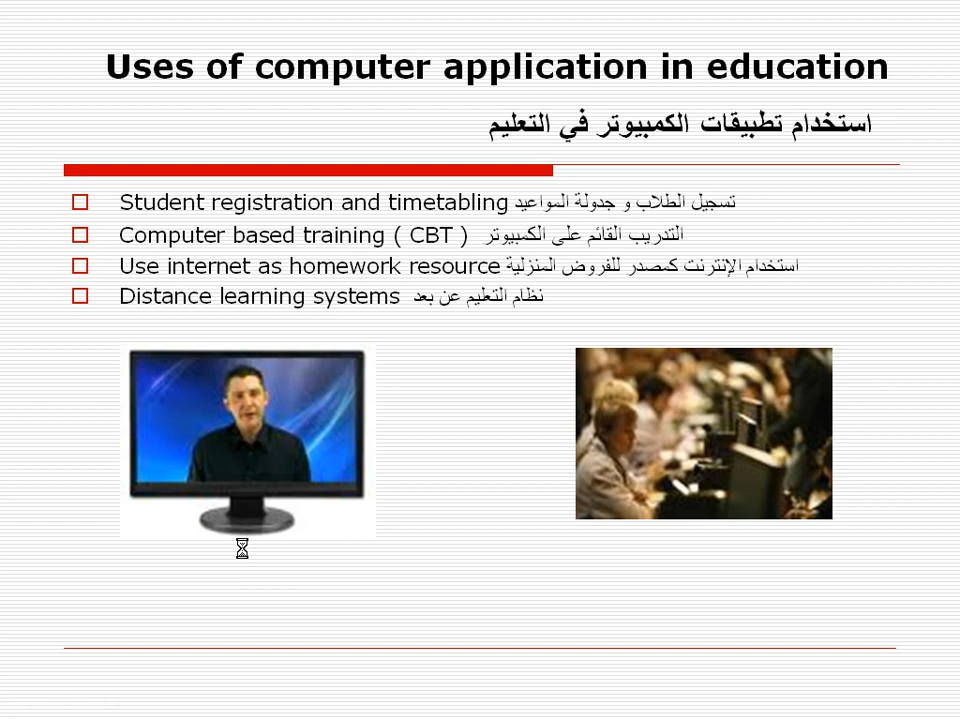 Uses of computer application in education
استخدام تطبيقات الكمبيوتر في التعليم
Student registration and timetabling تسجيل الطلاب و جدولة المواعيد
Computer based training ( CBT ) التدريب القائم على الكمبيوتر
Use internet as homework resource استخدام الإنترنت كمصدر للفروض المنزلية
Distance learning systems نظام التعليم عن بعد